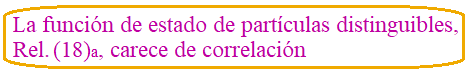 La función de estado de partículas distinguibles,
Rel. (18)a, carece de correlación